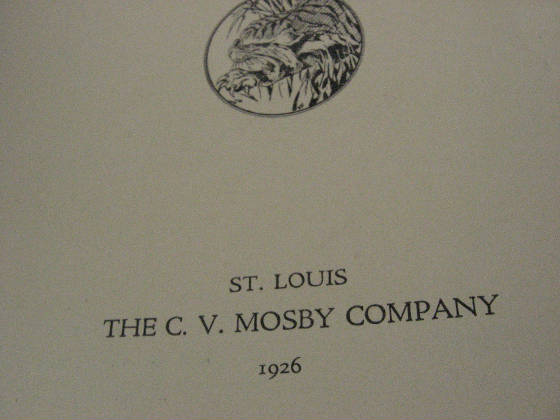 ST. LOUIS
THE C. V. MOSBY COMPANY
1926